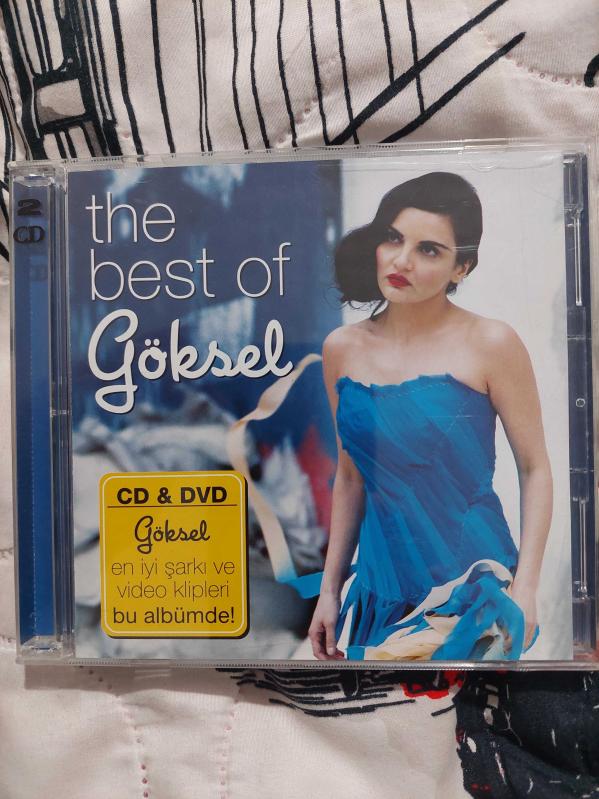 2
CD
the
best of
Göksel
CD & DVD
Göksel
en iyi şarkı ve
video klipleri
bu albümde!